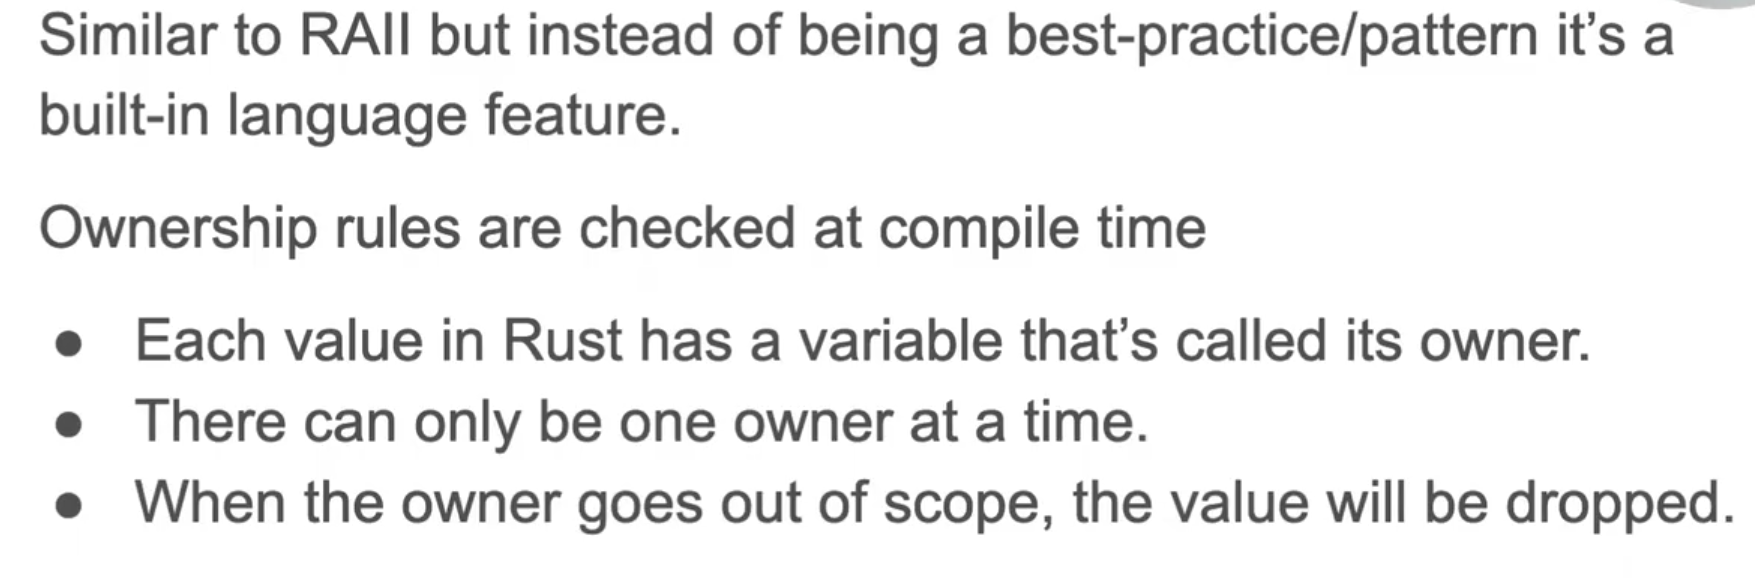 Similar to RAII but instead of being a best-practice/pattern it’s a
built-in language feature.
Ownership rules are checked at compile time
● Each value in Rust has a variable that’s called its owner.
● There can only be one owner at a time.
● When the owner goes out of scope, the value will be dropped.